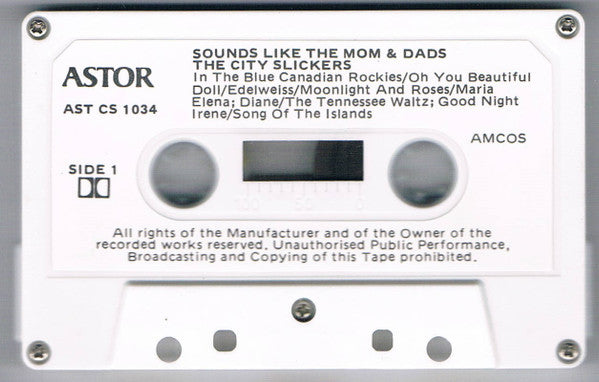 SOUNDS LIKE THE MOM & DADS
THE CITY SLICKERS
In The Blue Canadian Rockies/Oh You Beautiful
Doll/Edelweiss/Moonlight And Roses/Maria
Elena; Diane/The Tennessee Waltz; Good Night
Irene/Song Of The Islands
ASTOR
AST CS 1034
AMCOS
SIDE 1
100 50 0
All rights of the Manufacturer and of the Owner of the
recorded works reserved. Unauthorised Public Performance,
Broadcasting and Copying of this Tape prohibited.